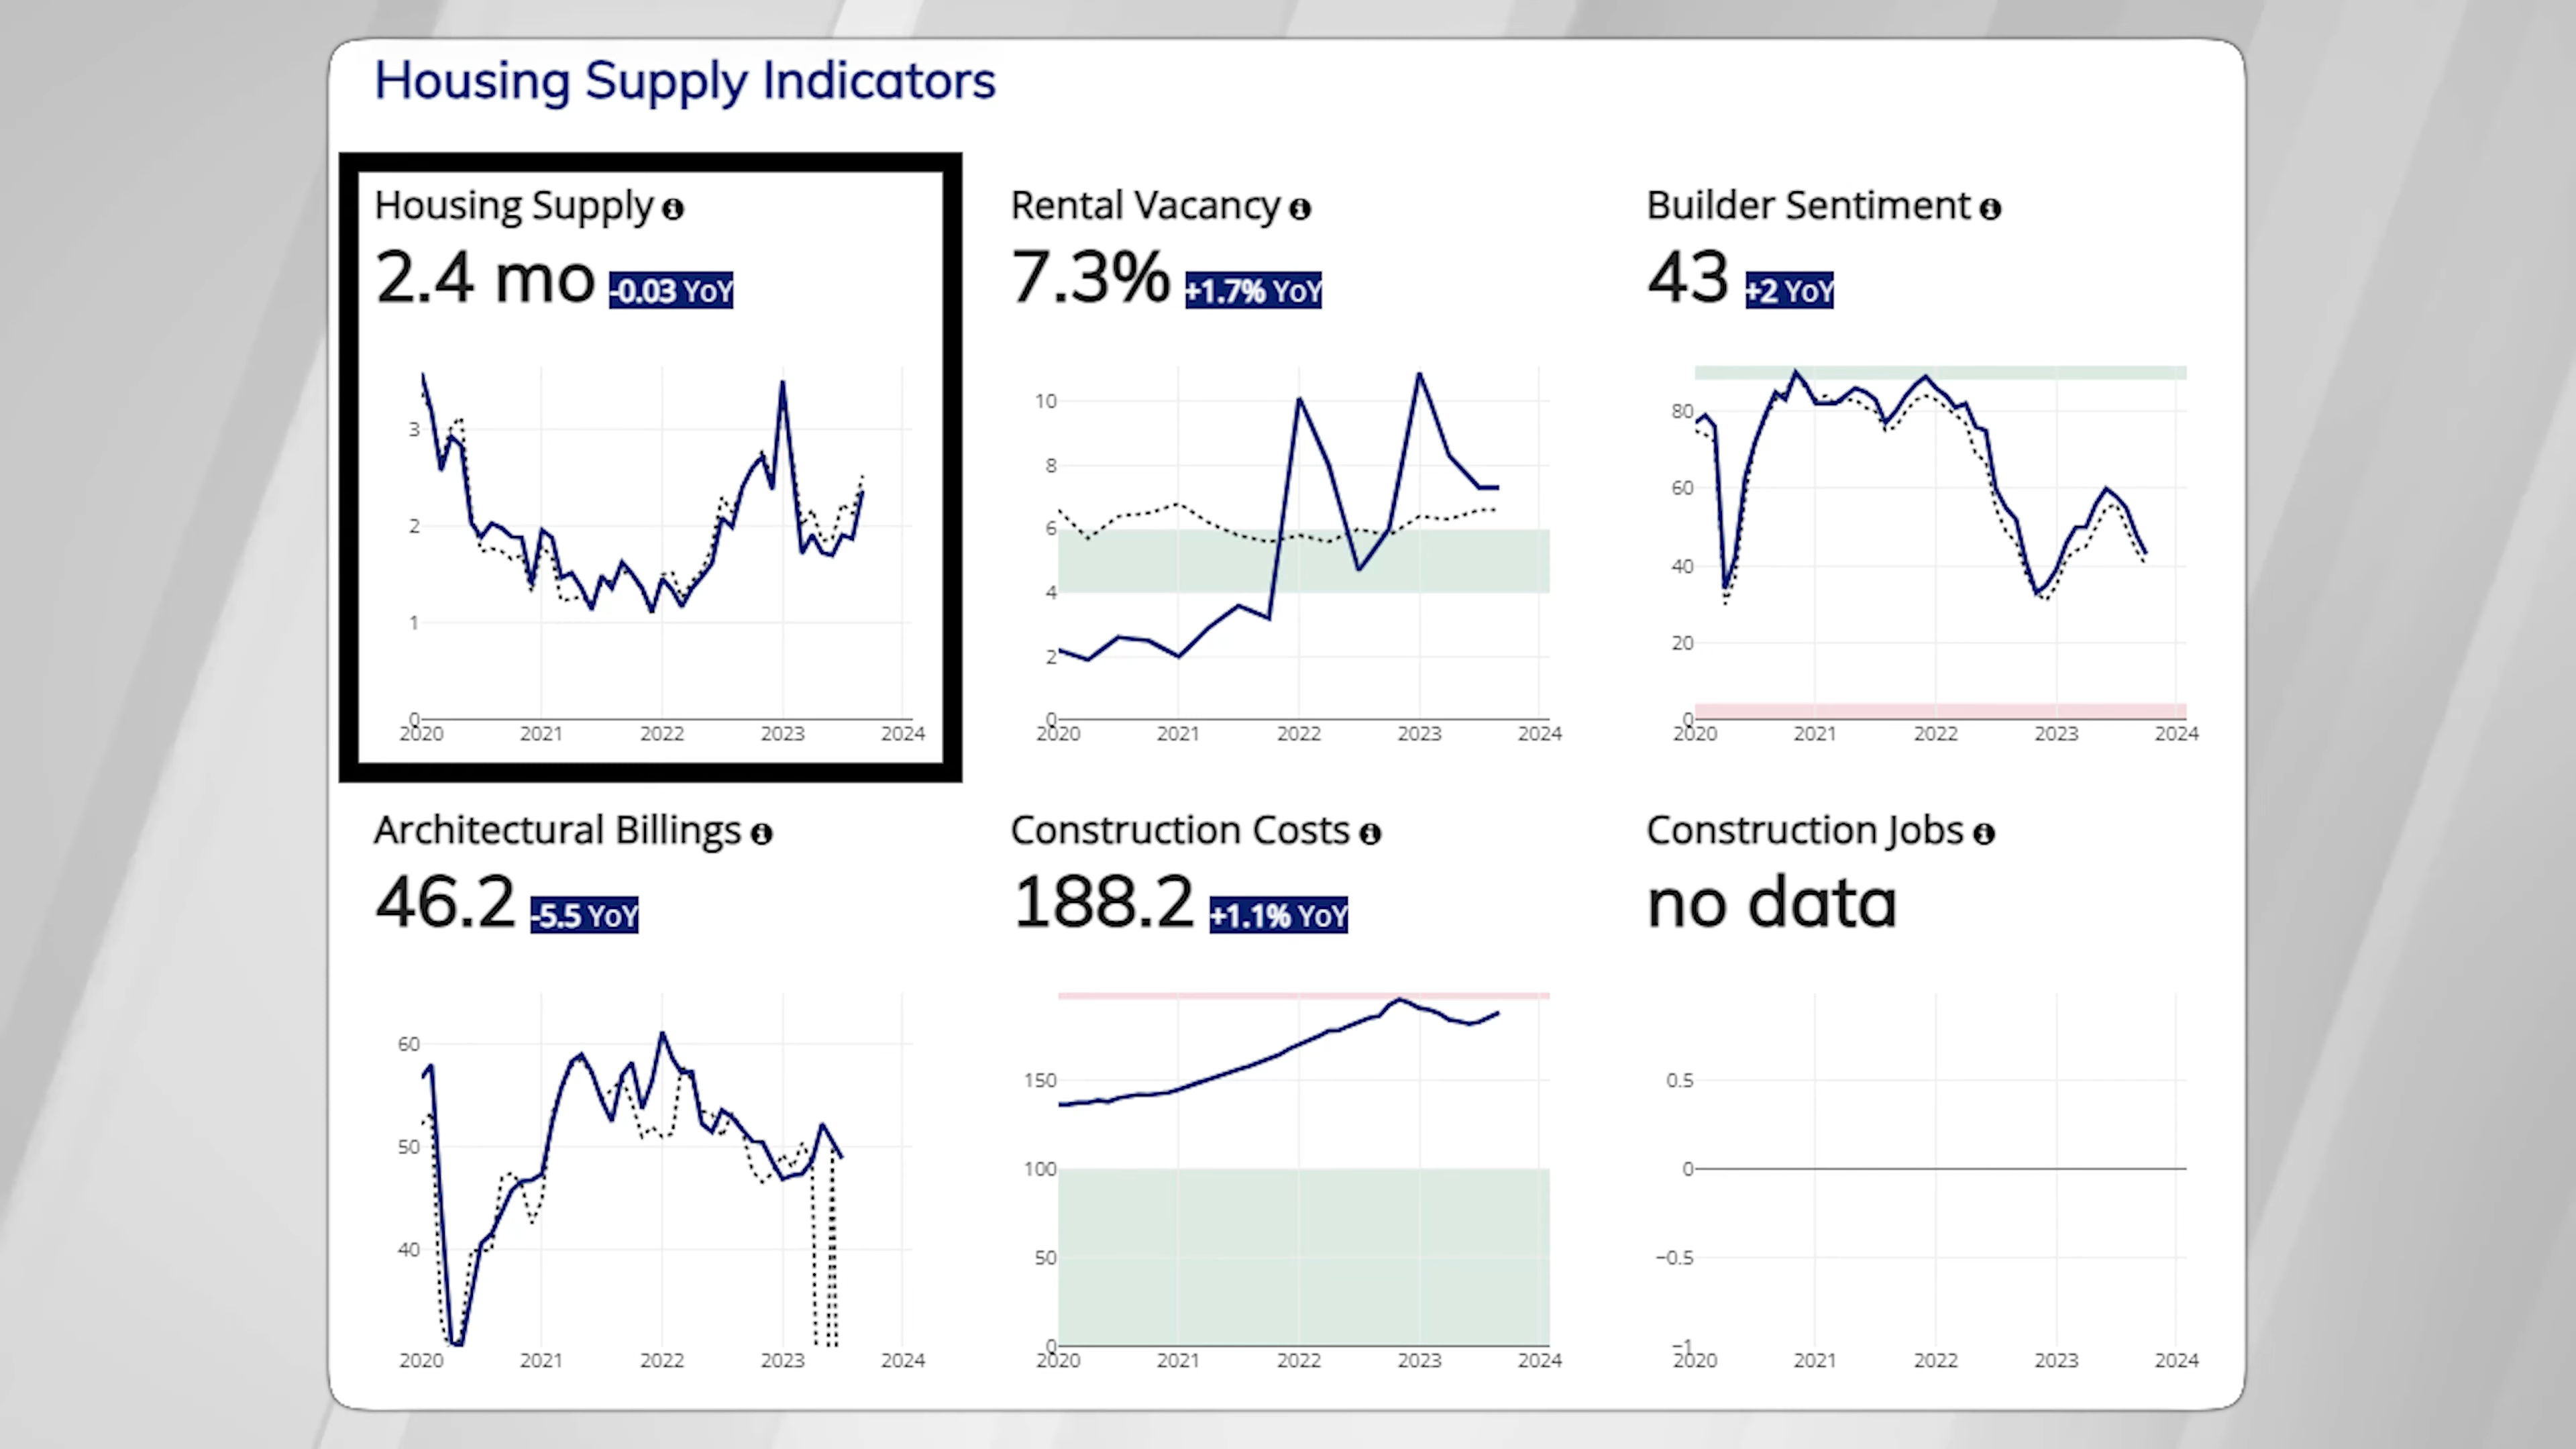 Housing Supply Indicators
Housing Supply
2.4 mo -0.03 YoY
3
2
1
0
2020 2021 2022 2023 2024
Rental Vacancy
7.3% +1.7% YoY
10
8
6
4
2
0
2020 2021 2022 2023 2024
Builder Sentiment
43 +2 YoY
80
60
40
20
0
2020 2021 2022 2023 2024
Architectural Billings
46.2 -5.5 YoY
60
50
40
2020 2021 2022 2023 2024
Construction Costs
188.2 +1.1% YoY
150
100
50
0
2020 2021 2022 2023 2024
Construction Jobs
no data
0.5
0
−0.5
−1
2020 2021 2022 2023 2024